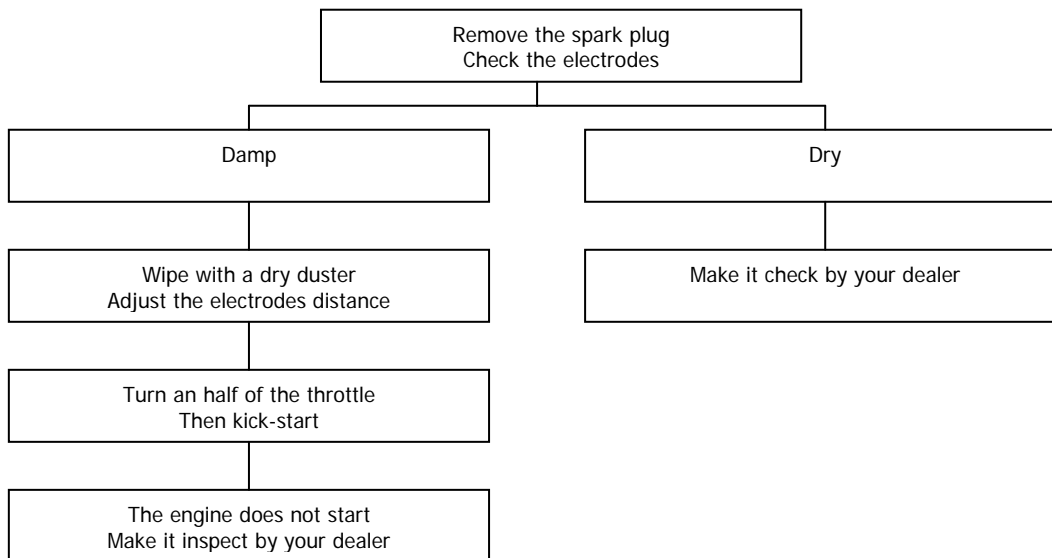 Remove the spark plug
Check the electrodes
Damp
Dry
Wipe with a dry duster
Adjust the electrodes distance
Make it check by your dealer
Turn an half of the throttle
Then kick-start
The engine does not start
Make it inspect by your dealer